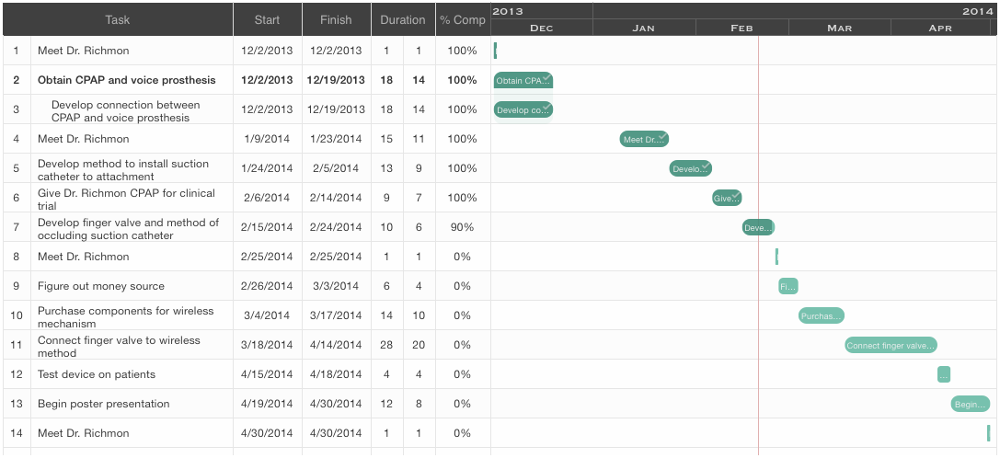 Task Start Finish Duration % Comp 2013 2014
Dec Jan Feb Mar Apr
1 Meet Dr. Richmon 12/2/2013 12/2/2013 1 1 100%
2 Obtain CPAP and voice prosthesis 12/2/2013 12/19/2013 18 14 100% Obtain CPA...
3 Develop connection between
CPAP and voice prosthesis 12/2/2013 12/19/2013 18 14 100% Develop co...
4 Meet Dr. Richmon 1/9/2014 1/23/2014 15 11 100% Meet Dr....
5 Develop method to install suction
catheter to attachment 1/24/2014 2/5/2014 13 9 100% Develo...
6 Give Dr. Richmon CPAP for clinical
trial 2/6/2014 2/14/2014 9 7 100% Give...
7 Develop finger valve and method of
occluding suction catheter 2/15/2014 2/24/2014 10 6 90% Deve...
8 Meet Dr. Richmon 2/25/2014 2/25/2014 1 1 0%
9 Figure out money source 2/26/2014 3/3/2014 6 4 0% Fi...
10 Purchase components for wireless
mechanism 3/4/2014 3/17/2014 14 10 0% Purchas...
11 Connect finger valve to wireless
method 3/18/2014 4/14/2014 28 20 0% Connect finger valve...
12 Test device on patients 4/15/2014 4/18/2014 4 4 0% ...
13 Begin poster presentation 4/19/2014 4/30/2014 12 8 0% Begin...
14 Meet Dr. Richmon 4/30/2014 4/30/2014 1 1 0%